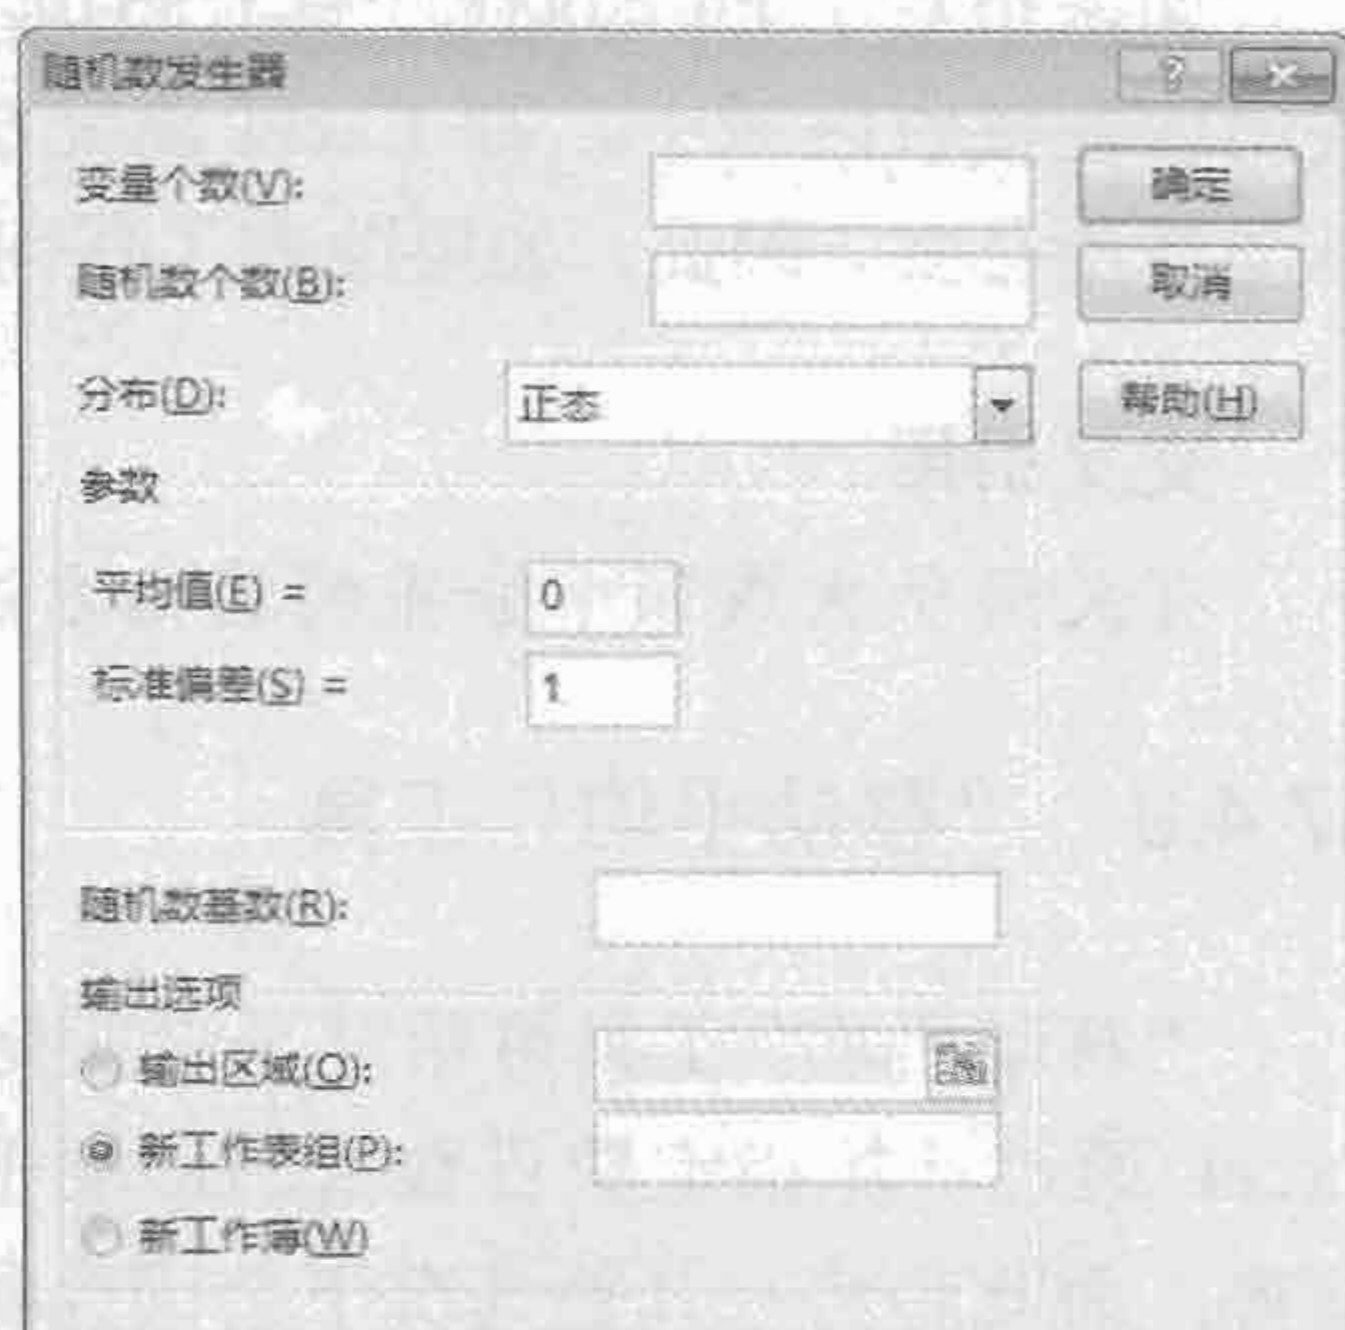 随机数发生器
变量个数(V):
确定
随机数个数(B):
取消
分布(D):
正态
帮助(H)
参数
平均值(E) =
0
标准偏差(S) =
1
随机数基数(R):
输出选项
输出区域(O):
新工作表组(P):
新工作薄(W)